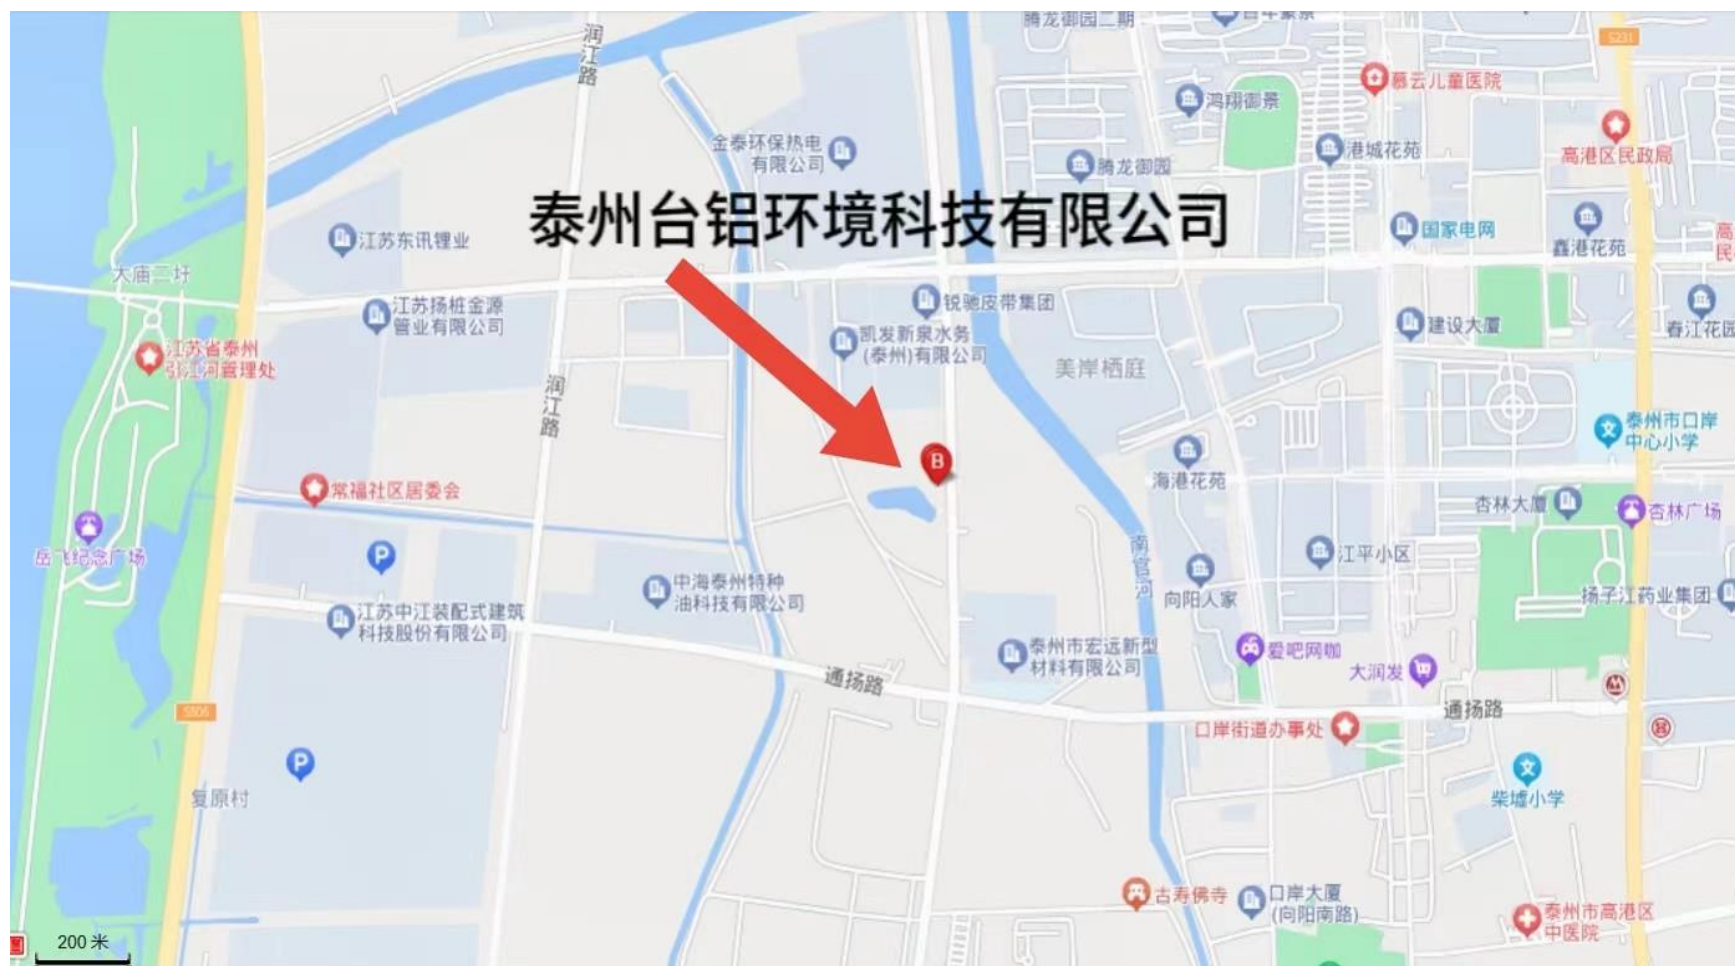 腾龙御园二期
S231
润江路
慕云儿童医院
鸿翔御景
高港区民政局
金泰环保热电
有限公司
港城花苑
腾龙御园
泰州台铝环境科技有限公司
江苏东讯锂业
国家电网
鑫港花苑
大庙二圩
江苏扬桩金源
管业有限公司
锐驰皮带集团
凯发新泉水务
(泰州)有限公司
建设大厦
春江花园
江苏省泰州
引江河管理处
美岸栖庭
润江路
泰州市口岸
中心小学
B
海港花苑
常福社区居委会
杏林大厦
杏林广场
岳飞纪念广场
P
南官河
江平小区
中海泰州特种
油科技有限公司
向阳人家
扬子江药业集团
江苏中江装配式建筑
科技股份有限公司
泰州市宏远新型
材料有限公司
爱吧网咖
大润发
通扬路
S506
通扬路
口岸街道办事处
P
复原村
柴墟小学
古寿佛寺
口岸大厦
(向阳南路)
泰州市高港区
中医院
200 米